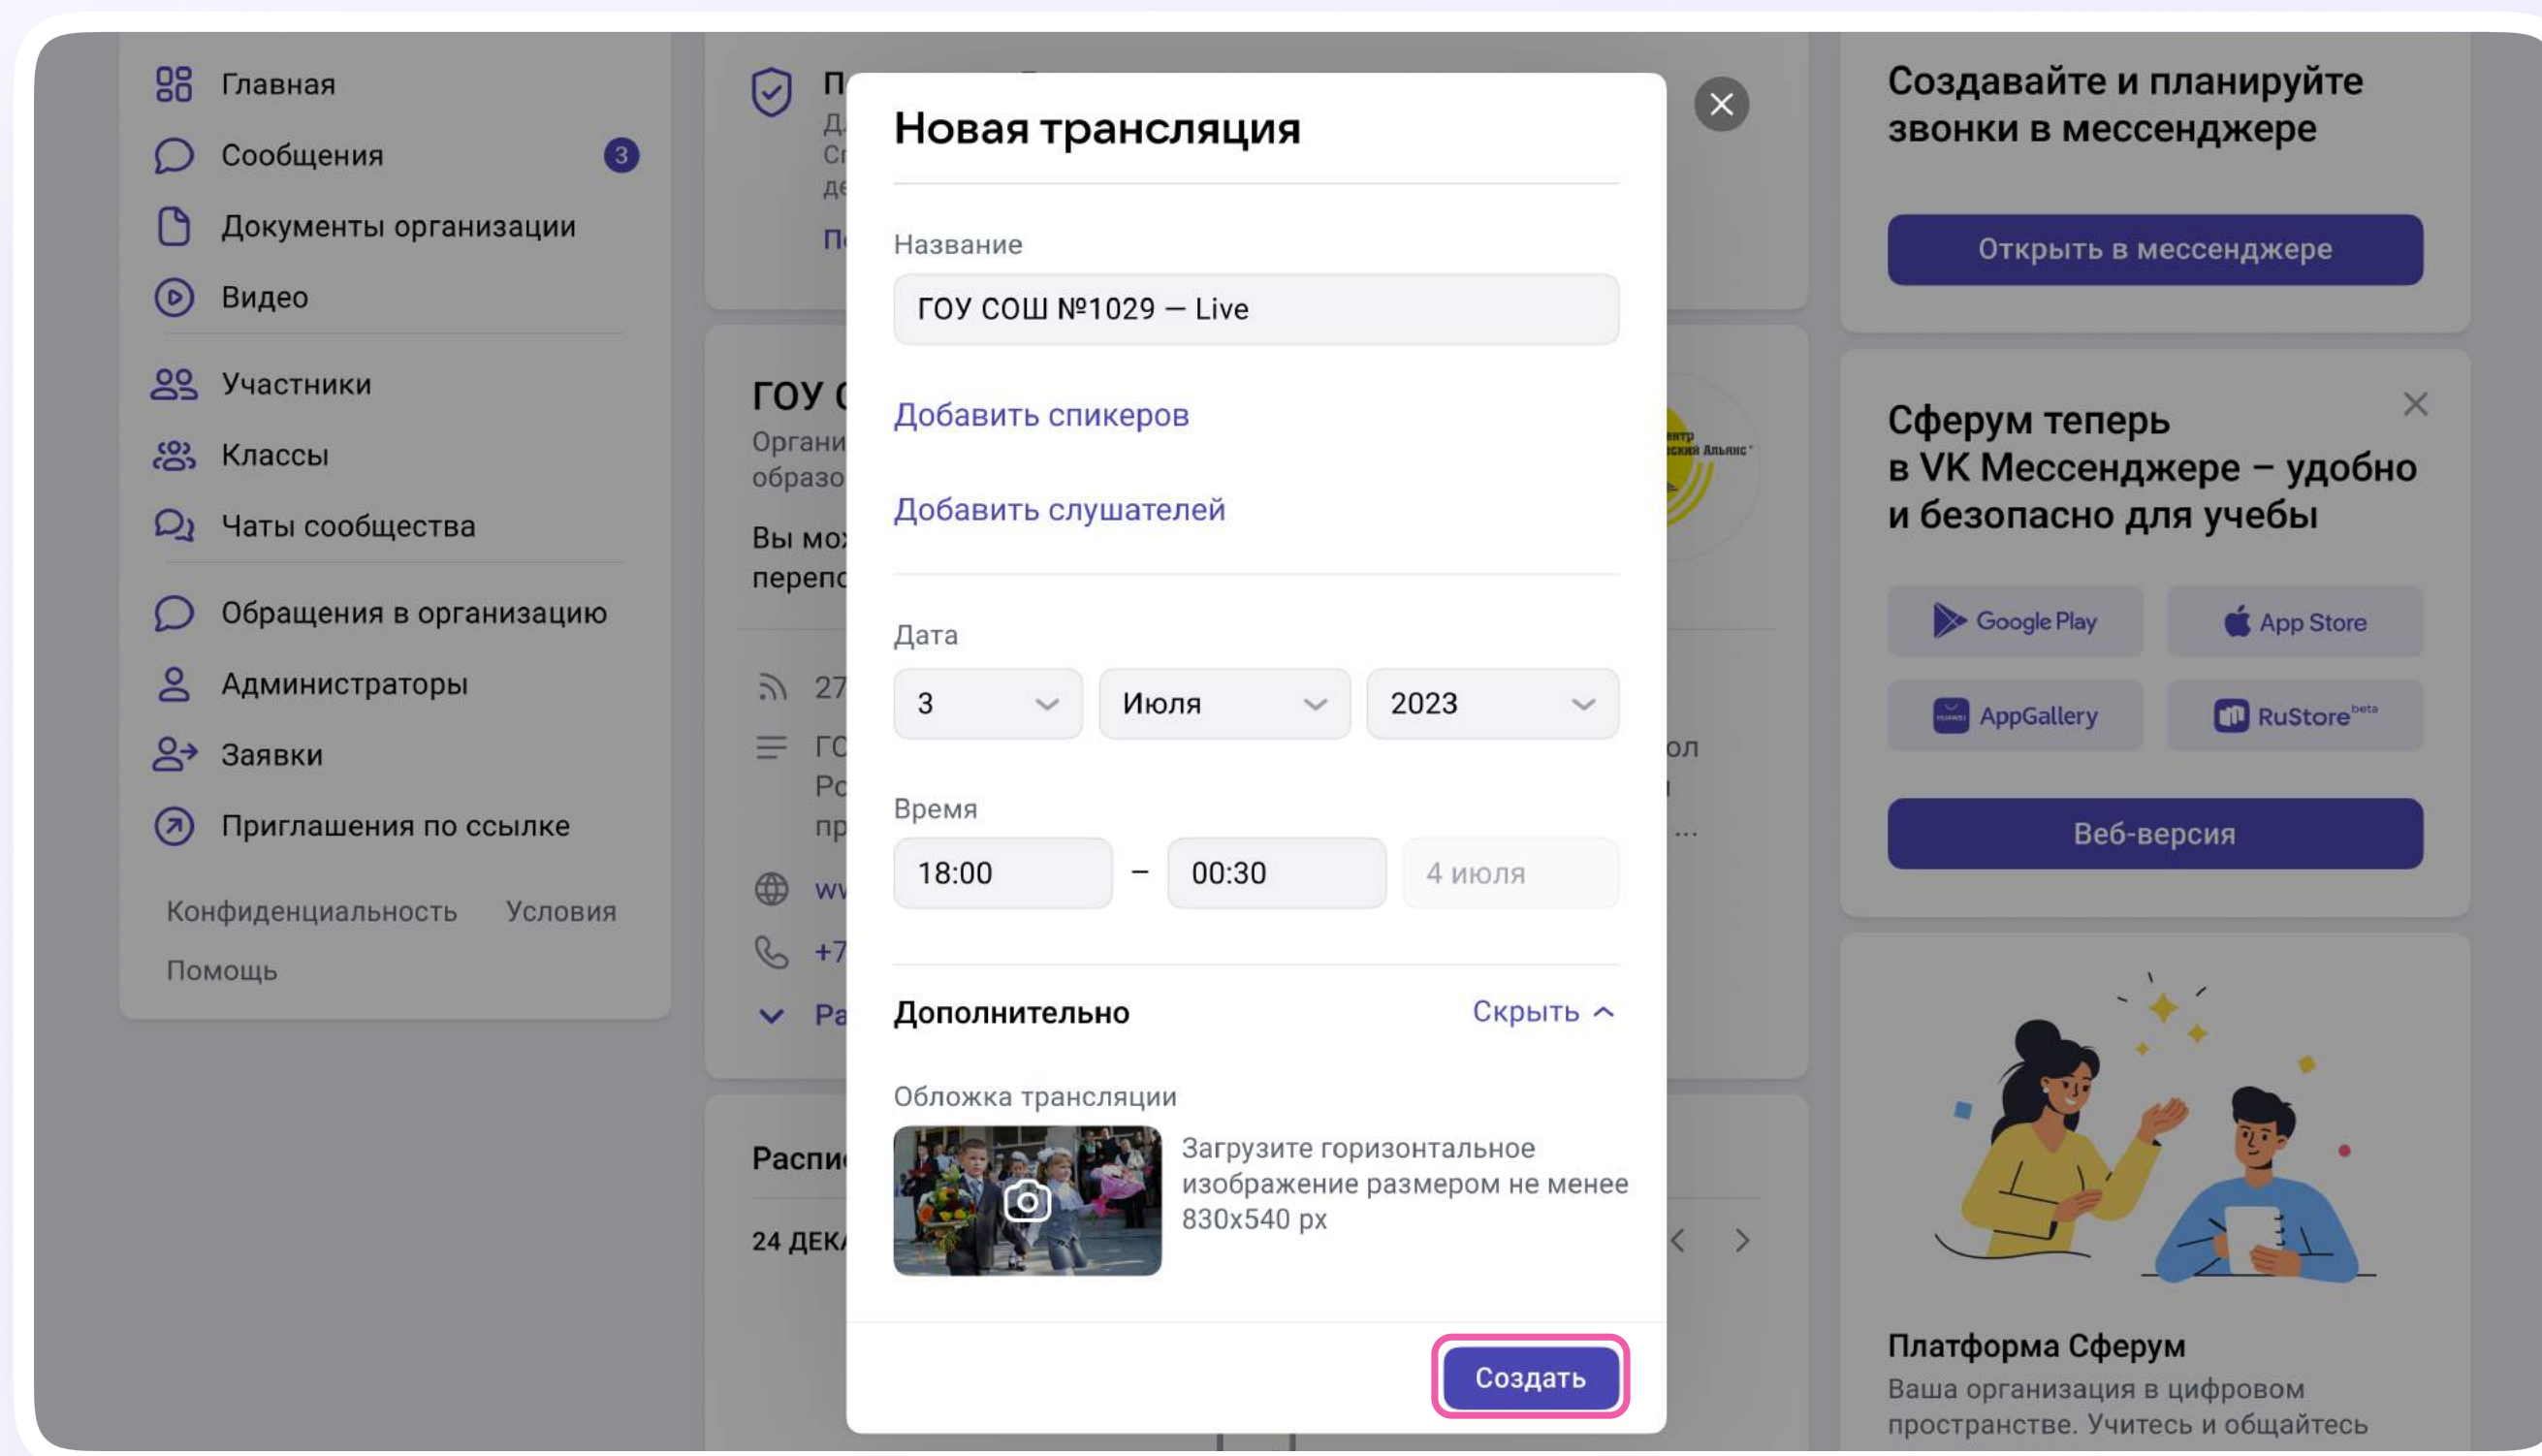 Главная
Сообщения
3
Документы организации
Видео
Участники
Классы
Чаты сообщества
Обращения в организацию
Администраторы
Заявки
Приглашения по ссылке
Конфиденциальность Условия
Помощь
ГОУ
27
+7
24
Новая трансляция
Название
ГОУ СОШ №1029 — Live
Добавить спикеров
Добавить слушателей
Дата
3 Июля 2023
Время
18:00 – 00:30 4 июля
Дополнительно
Скрыть
Обложка трансляции
Загрузите горизонтальное
изображение размером не менее
830x540 px
Создать
Создавайте и планируйте
звонки в мессенджере
Открыть в мессенджере
Сферум теперь
в VK Мессенджере – удобно
и безопасно для учебы
Google Play
App Store
AppGallery
RuStore beta
Веб-версия
Платформа Сферум
Ваша организация в цифровом
пространстве. Учитесь и общайтесь